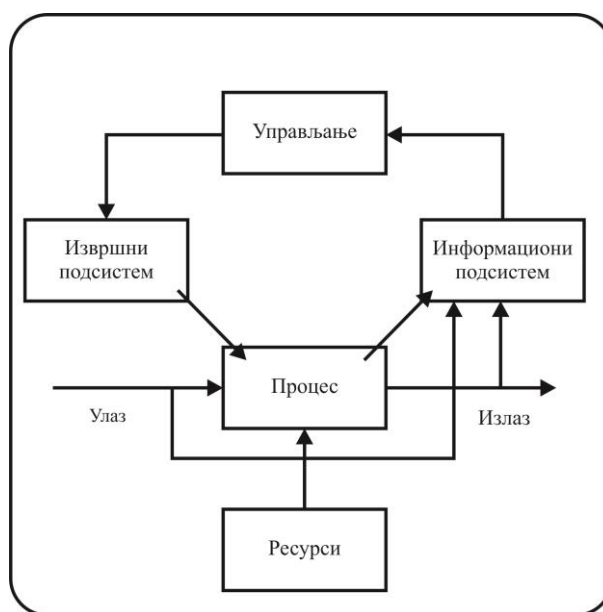 Управљање
Извршни
подсистем
Информациони
подсистем
Процес
Улаз
Излаз
Ресурси